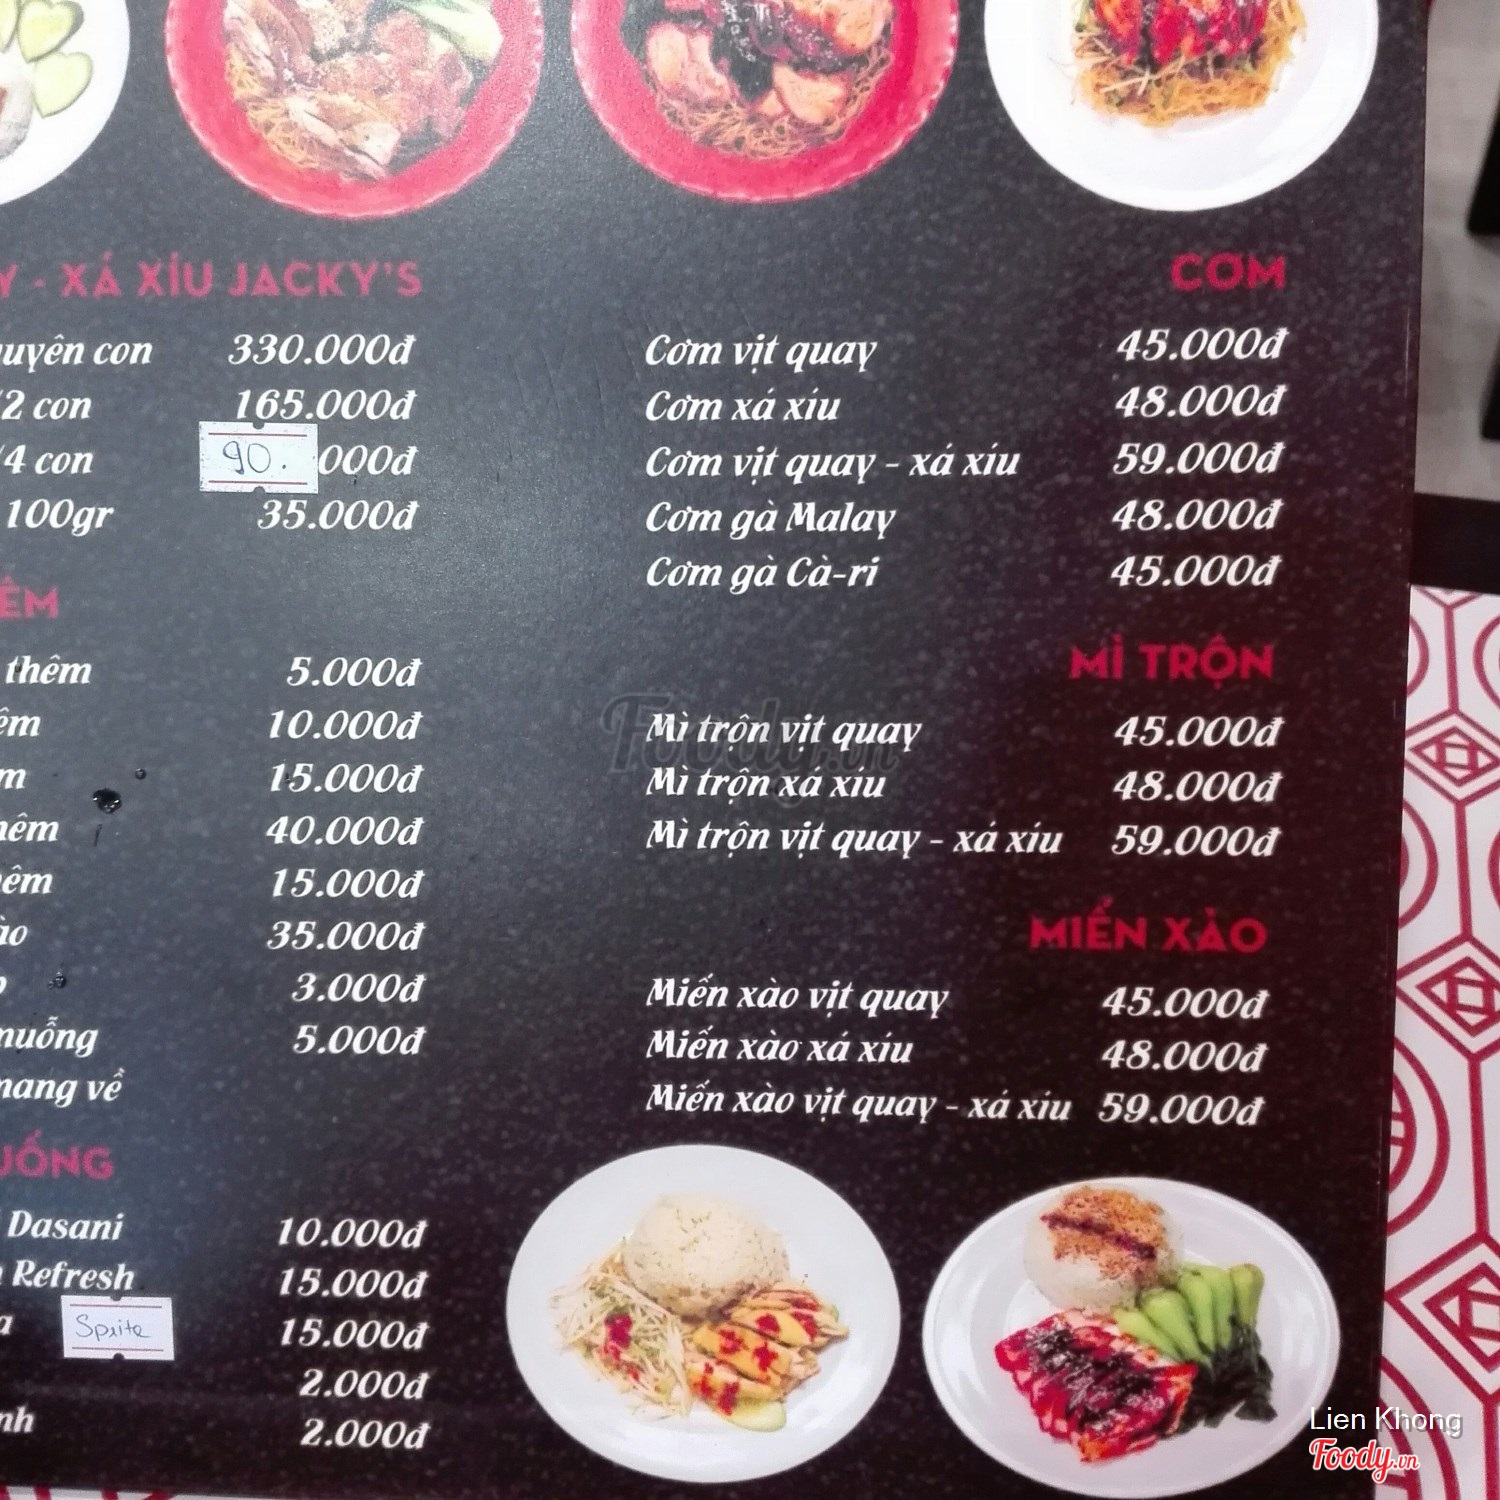 - XÁ XÍU JACKY'S
con 330.000đ
con 165.000đ
con 90.000đ
100gr 35.000đ
thêm 5.000đ
10.000đ
15.000đ
40.000đ
15.000đ
35.000đ
3.000đ
muỗng 5.000đ
mang về
Dasani 10.000đ
Refresh 15.000đ
Sprite 15.000đ
2.000đ
2.000đ
CƠM
Cơm vịt quay 45.000đ
Cơm xá xíu 48.000đ
Cơm vịt quay - xá xíu 59.000đ
Cơm gà Malay 48.000đ
Cơm gà Cà-ri 45.000đ
MÌ TRỘN
Mì trộn vịt quay 45.000đ
Mì trộn xá xíu 48.000đ
Mì trộn vịt quay - xá xíu 59.000đ
MIẾN XÀO
Miến xào vịt quay 45.000đ
Miến xào xá xíu 48.000đ
Miến xào vịt quay - xá xíu 59.000đ
Foody.vn
Lien Khong
Foody.vn